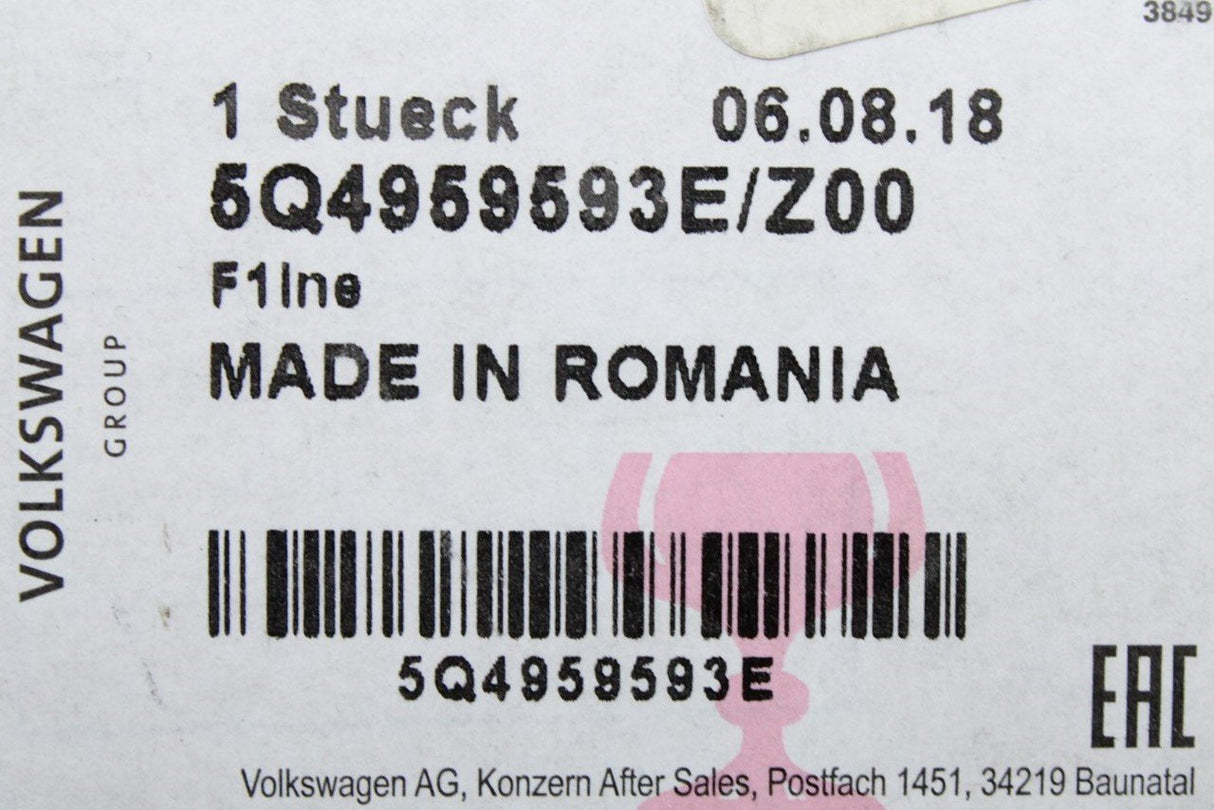 3849
1 Stueck 06.08.18
5Q4959593E/Z00
F1Ine
MADE IN ROMANIA
VOLKSWAGEN
GROUP
5Q4959593E
EAC
Volkswagen AG, Konzern After Sales, Postfach 1451, 34219 Baunatal